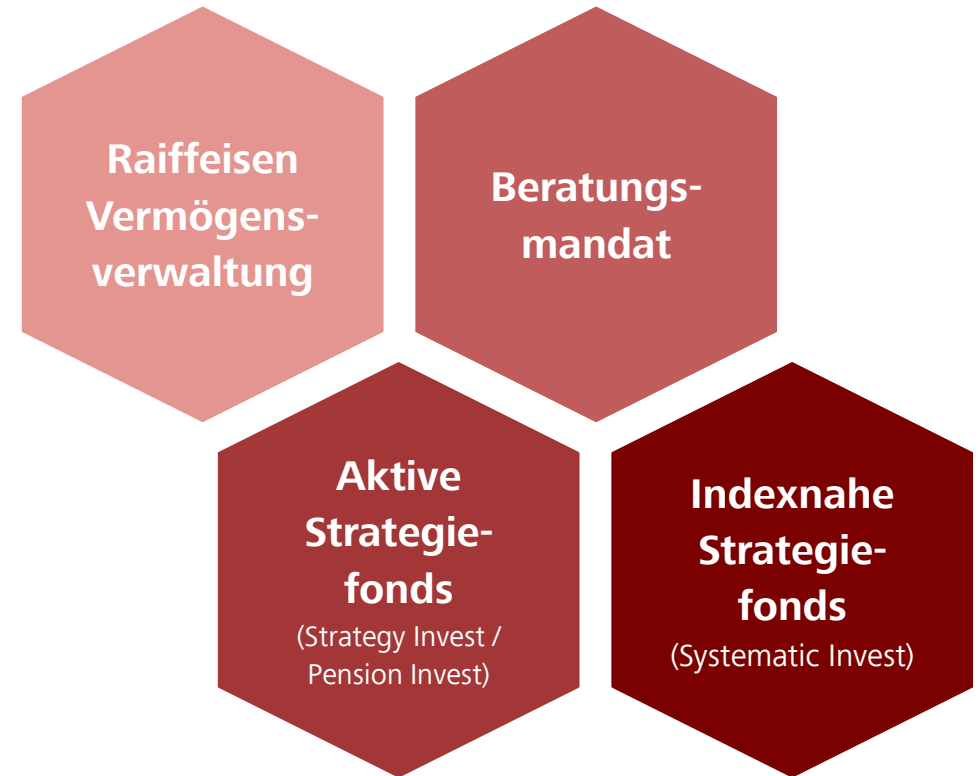 Raiffeisen
Vermögens-
verwaltung
Beratungs-
mandat
Aktive
Strategie-
fonds
(Strategy Invest /
Pension Invest)
Indexnahe
Strategie-
fonds
(Systematic Invest)